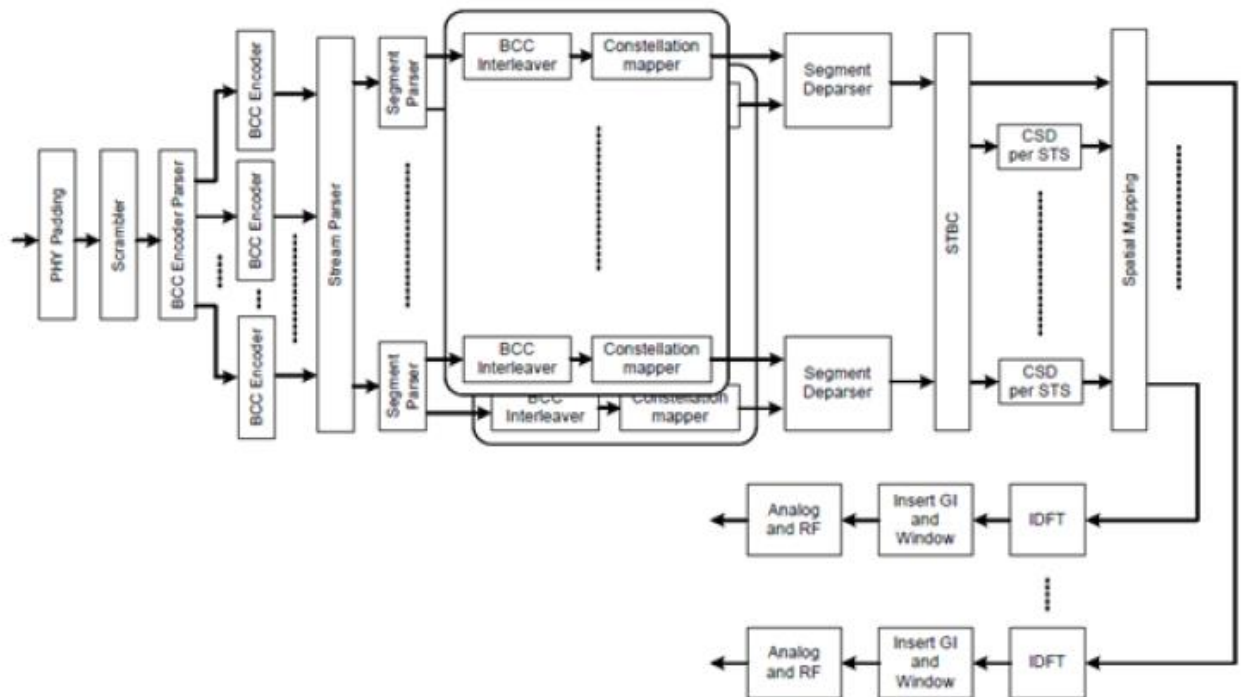 PHY Padding
Scrambler
BCC Encoder Parser
BCC Encoder
BCC Encoder
BCC Encoder
Stream Parser
Segment
Parser
BCC
Interleaver
Constellation
mapper
Segment
Deparser
Segment
Parser
BCC
Interleaver
Constellation
mapper
BCC
Interleaver
Constellation
mapper
Segment
Deparser
STBC
CSD
per STS
CSD
per STS
Spatial Mapping
Analog
and RF
Insert GI
and
Window
IDFT
Analog
and RF
Insert GI
and
Window
IDFT